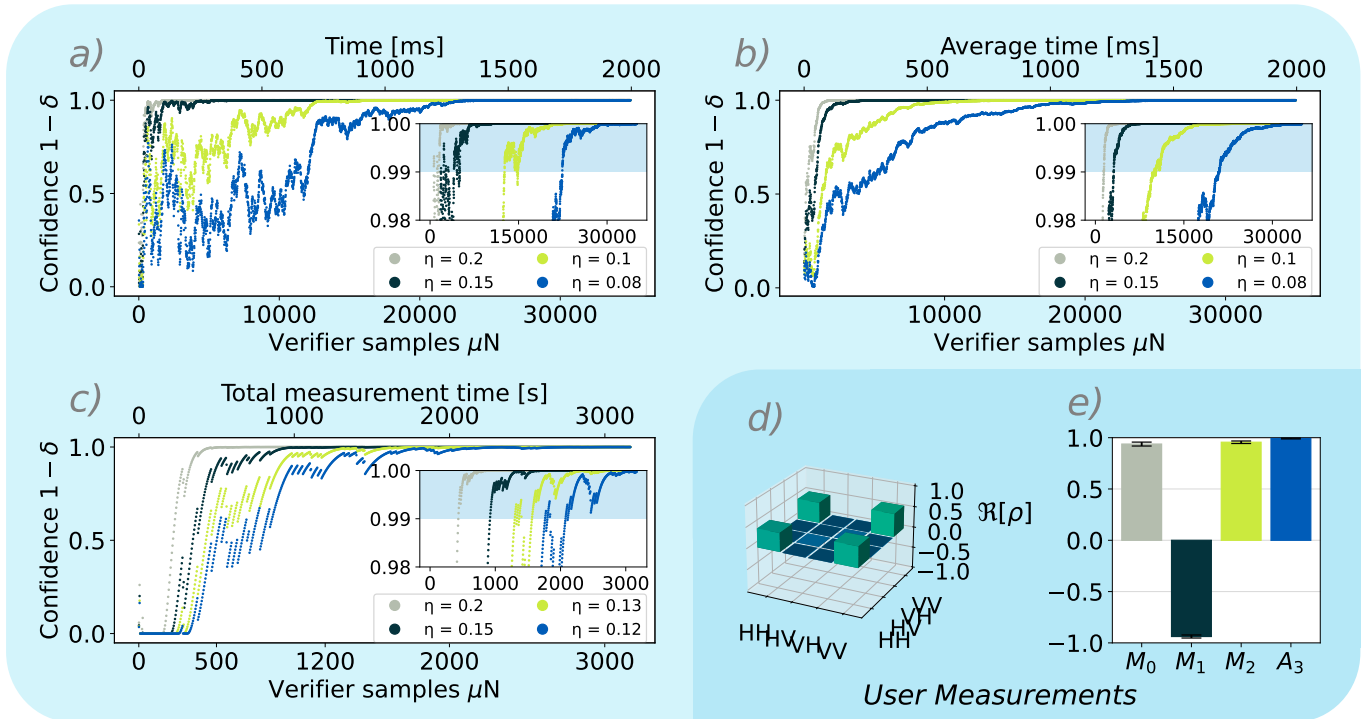 a)
Time [ms]
0 500 1000 1500 2000
Confidence 1 − δ
1.0
0.5
0.0
1.00
0.99
0.98
0 15000 30000
η = 0.2 η = 0.1
η = 0.15 η = 0.08
0 10000 20000 30000
Verifier samples μN
b)
Average time [ms]
0 500 1000 1500 2000
Confidence 1 − δ
1.0
0.5
0.0
1.00
0.99
0.98
0 15000 30000
η = 0.2 η = 0.1
η = 0.15 η = 0.08
10000 20000 30000
Verifier samples μN
c)
Total measurement time [s]
0 1000 2000 3000
Confidence 1 − δ
1.0
0.5
0.0
1.00
0.99
0.98
0 1000 2000 3000
η = 0.2 η = 0.13
η = 0.15 η = 0.12
0 500 1200 2000 3000
Verifier samples μN
d)
1.0
0.5
0.0
−0.5
−1.0
ℜ[ρ]
HH HV VH VV
HH HV VH VV
e)
1.0
0.5
0.0
−0.5
−1.0
M0 M1 M2 A3
User Measurements